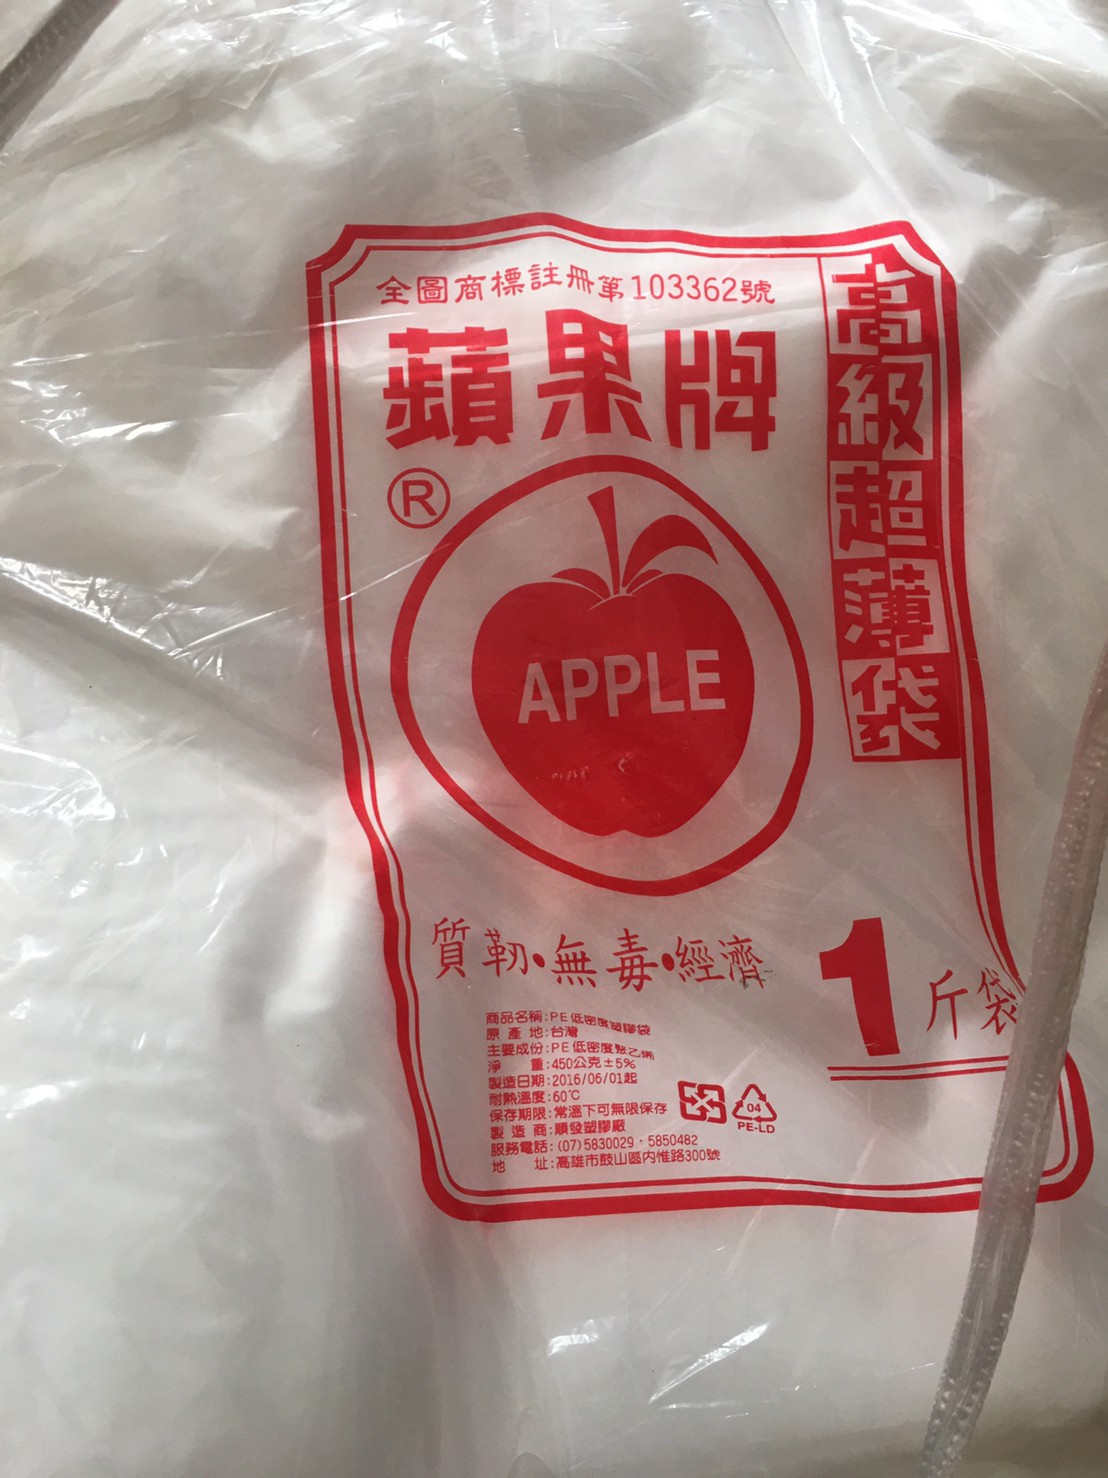 全圖商標註冊第103362號
蘋果牌
®
高級超薄袋
APPLE
質韌·無毒·經濟
1斤袋
商品名稱:PE低密度塑膠袋
原產地:台灣
主要成份:PE低密度聚乙烯
淨重:450公克±5%
製造日期:2016/06/01起
耐熱溫度:60℃
保存期限:常溫下可無限保存
製造商:順發塑膠廠
服務電話:(07)5830029·5850482
地址:高雄市鼓山區內惟路300號
04
PE-LD